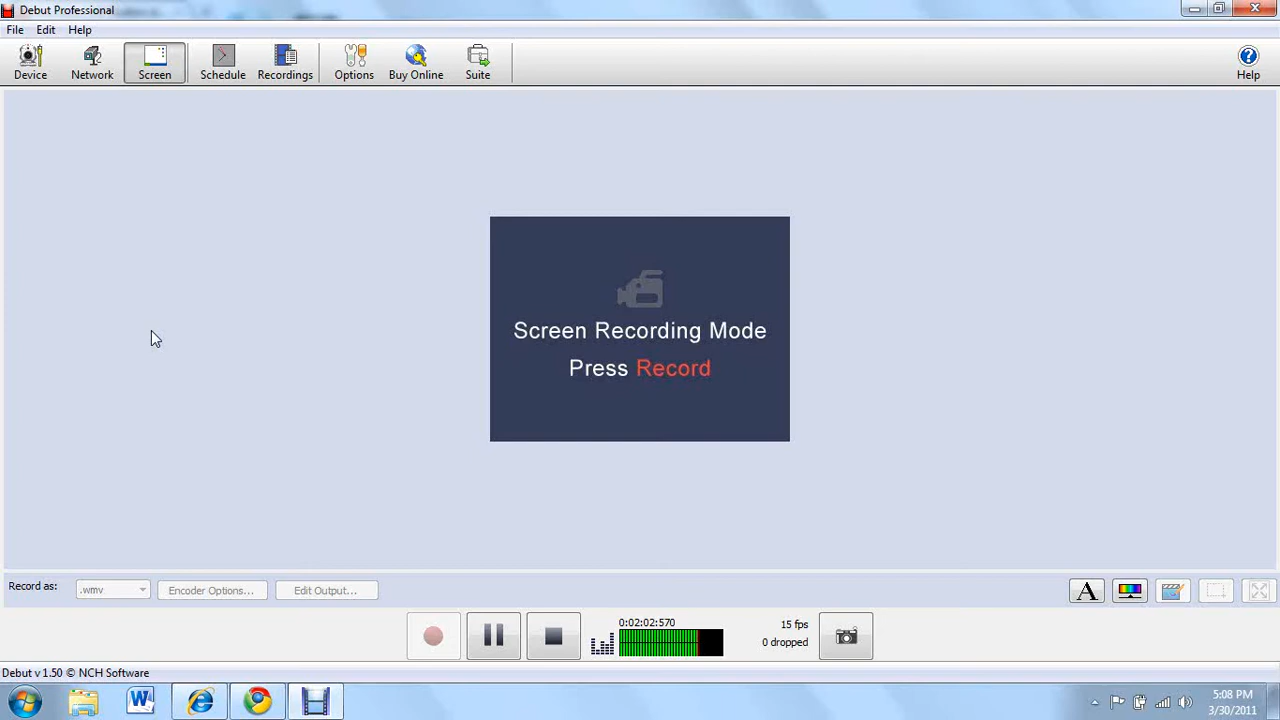 Debut Professional
File Edit Help
Device Network Screen Schedule Recordings Options Buy Online Suite Help
Screen Recording Mode
Press Record
Record as: .wmv Encoder Options... Edit Output... A
0:02:02:570 15 fps
0 dropped
Debut v 1.50 © NCH Software
5:08 PM
3/30/2011